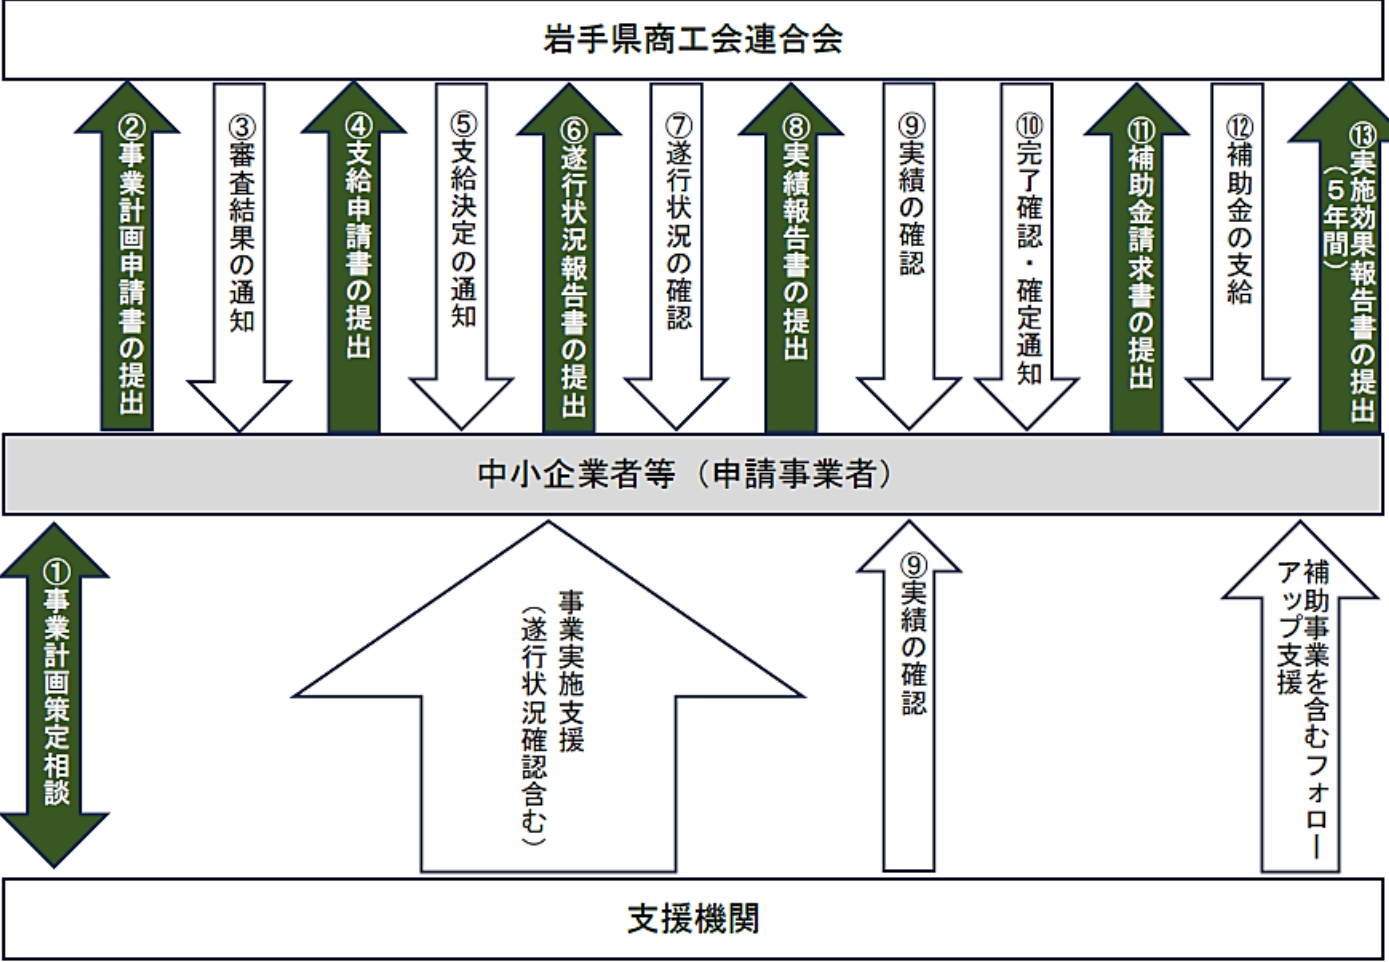 岩手県商工会連合会
②事業計画申請書の提出
③審査結果の通知
④支給申請書の提出
⑤支給決定の通知
⑥遂行状況報告書の提出
⑦遂行状況の確認
⑧実績報告書の提出
⑨実績の確認
⑩完了確認・確定通知
⑪補助金請求書の提出
⑫補助金の支給
⑬実施効果報告書の提出
（５年間）
中小企業者等（申請事業者）
①事業計画策定相談
事業実施支援
（遂行状況確認含む）
⑨実績の確認
補助事業を含むフォロー
アップ支援
支援機関